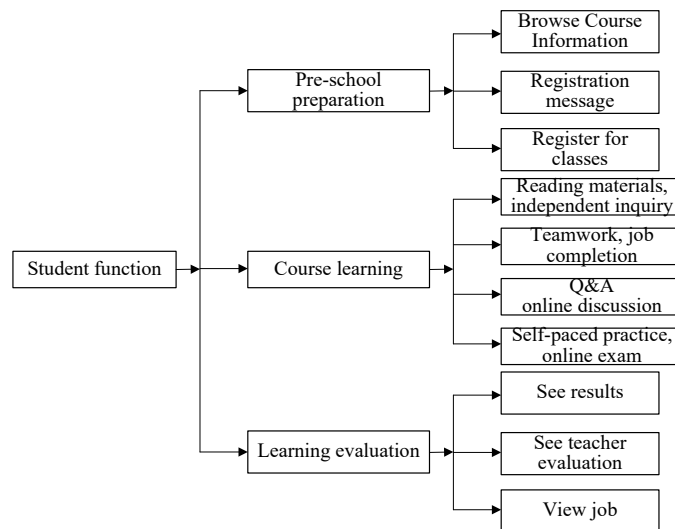 Browse Course
Information
Pre-school
preparation
Registration
message
Register for
classes
Reading materials,
independent inquiry
Student function
Course learning
Teamwork, job
completion
Q&A
online discussion
Self-paced practice,
online exam
See results
Learning evaluation
See teacher
evaluation
View job